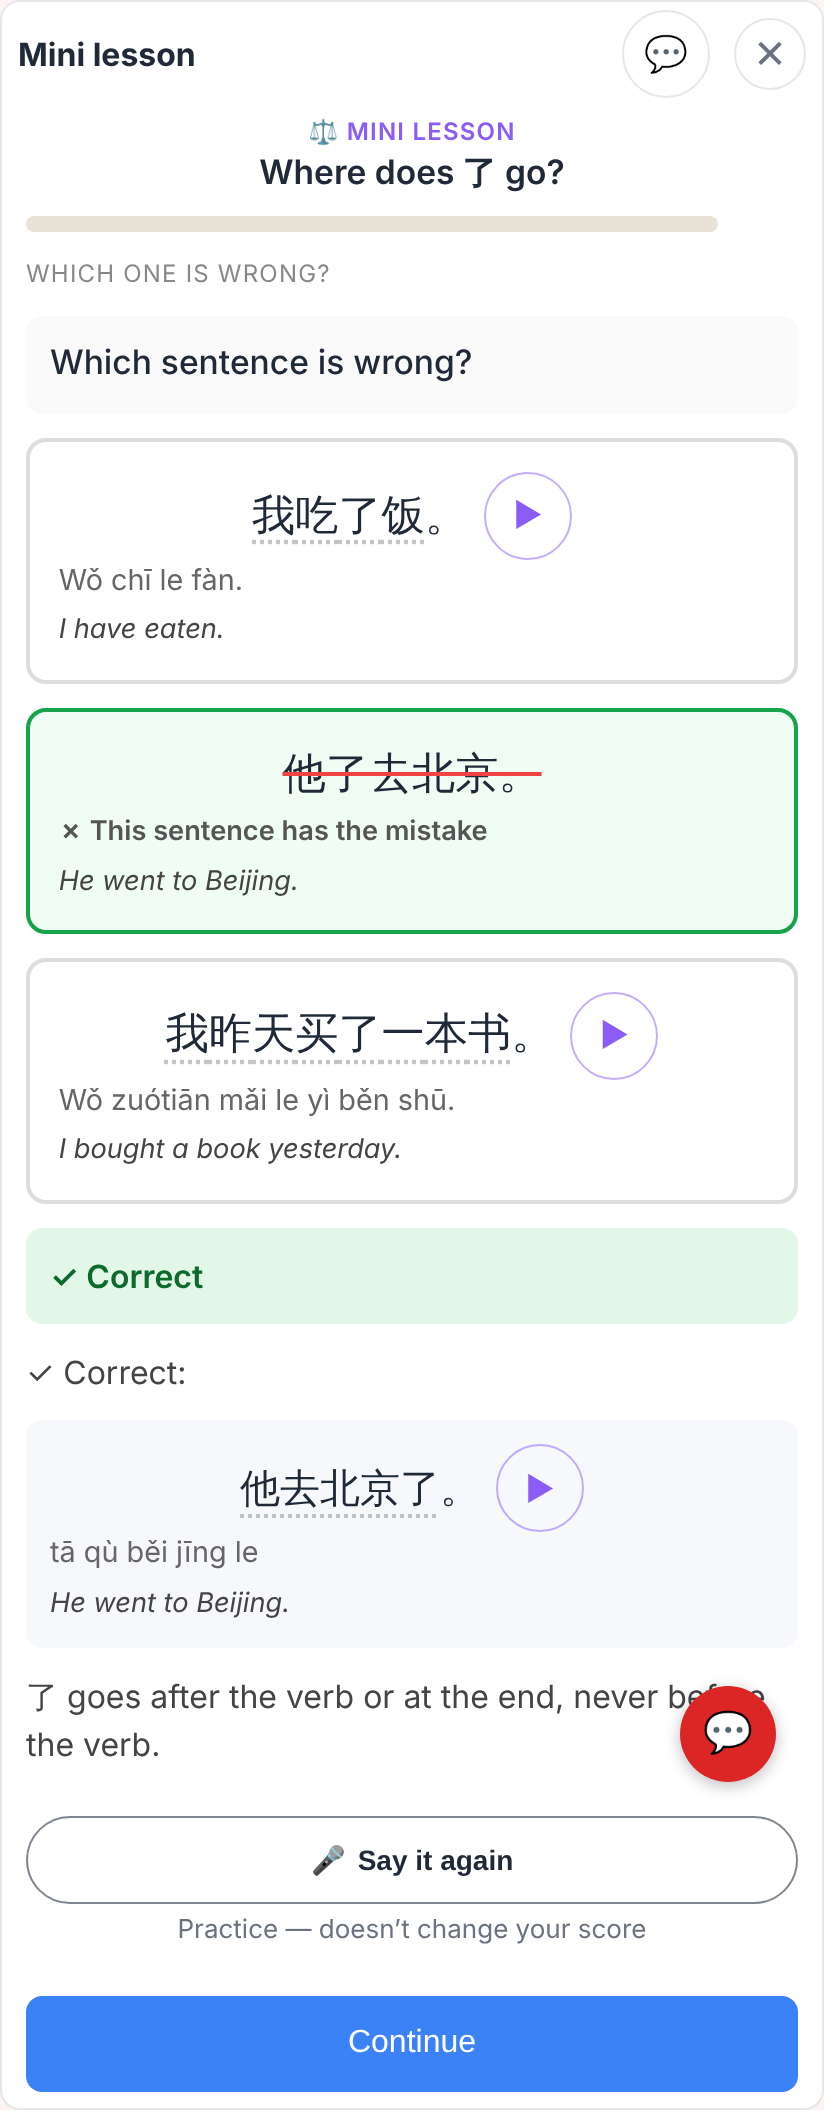 Mini lesson
MINI LESSON
Where does 了 go?
WHICH ONE IS WRONG?
Which sentence is wrong?
我吃了饭。
Wǒ chī le fàn.
I have eaten.
他了去北京。
× This sentence has the mistake
He went to Beijing.
我昨天买了一本书。
Wǒ zuótiān mǎi le yì běn shū.
I bought a book yesterday.
✓ Correct
✓ Correct:
他去北京了。
tā qù běi jīng le
He went to Beijing.
了 goes after the verb or at the end, never before
the verb.
Say it again
Practice — doesn’t change your score
Continue